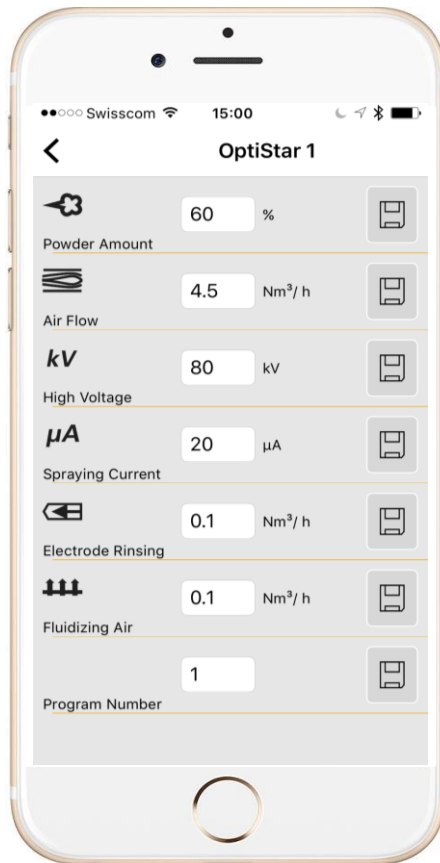 Swisscom 15:00
OptiStar 1
60 %
Powder Amount
4.5 Nm³/ h
Air Flow
kV
80 kV
High Voltage
µA
20 µA
Spraying Current
0.1 Nm³/ h
Electrode Rinsing
0.1 Nm³/ h
Fluidizing Air
1
Program Number